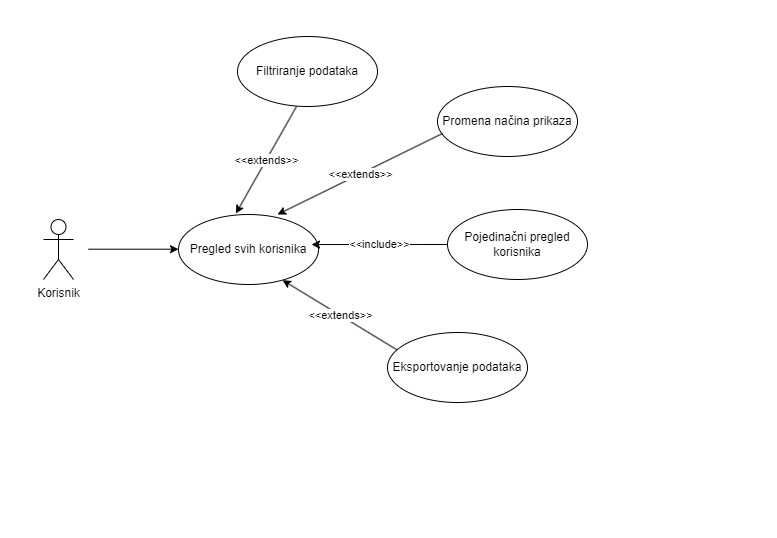 Filtriranje podataka
Promena načina prikaza
<<extends>>
<<extends>>
Pregled svih korisnika
<<include>>
Pojedinačni pregled
korisnika
Korisnik
<<extends>>
Eksportovanje podataka